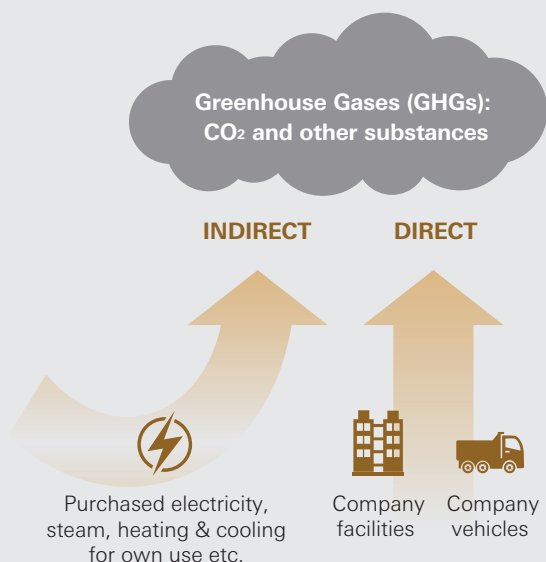 Greenhouse Gases (GHGs):
CO2 and other substances
INDIRECT
DIRECT
Purchased electricity,
steam, heating & cooling
for own use etc.
Company
facilities
Company
vehicles